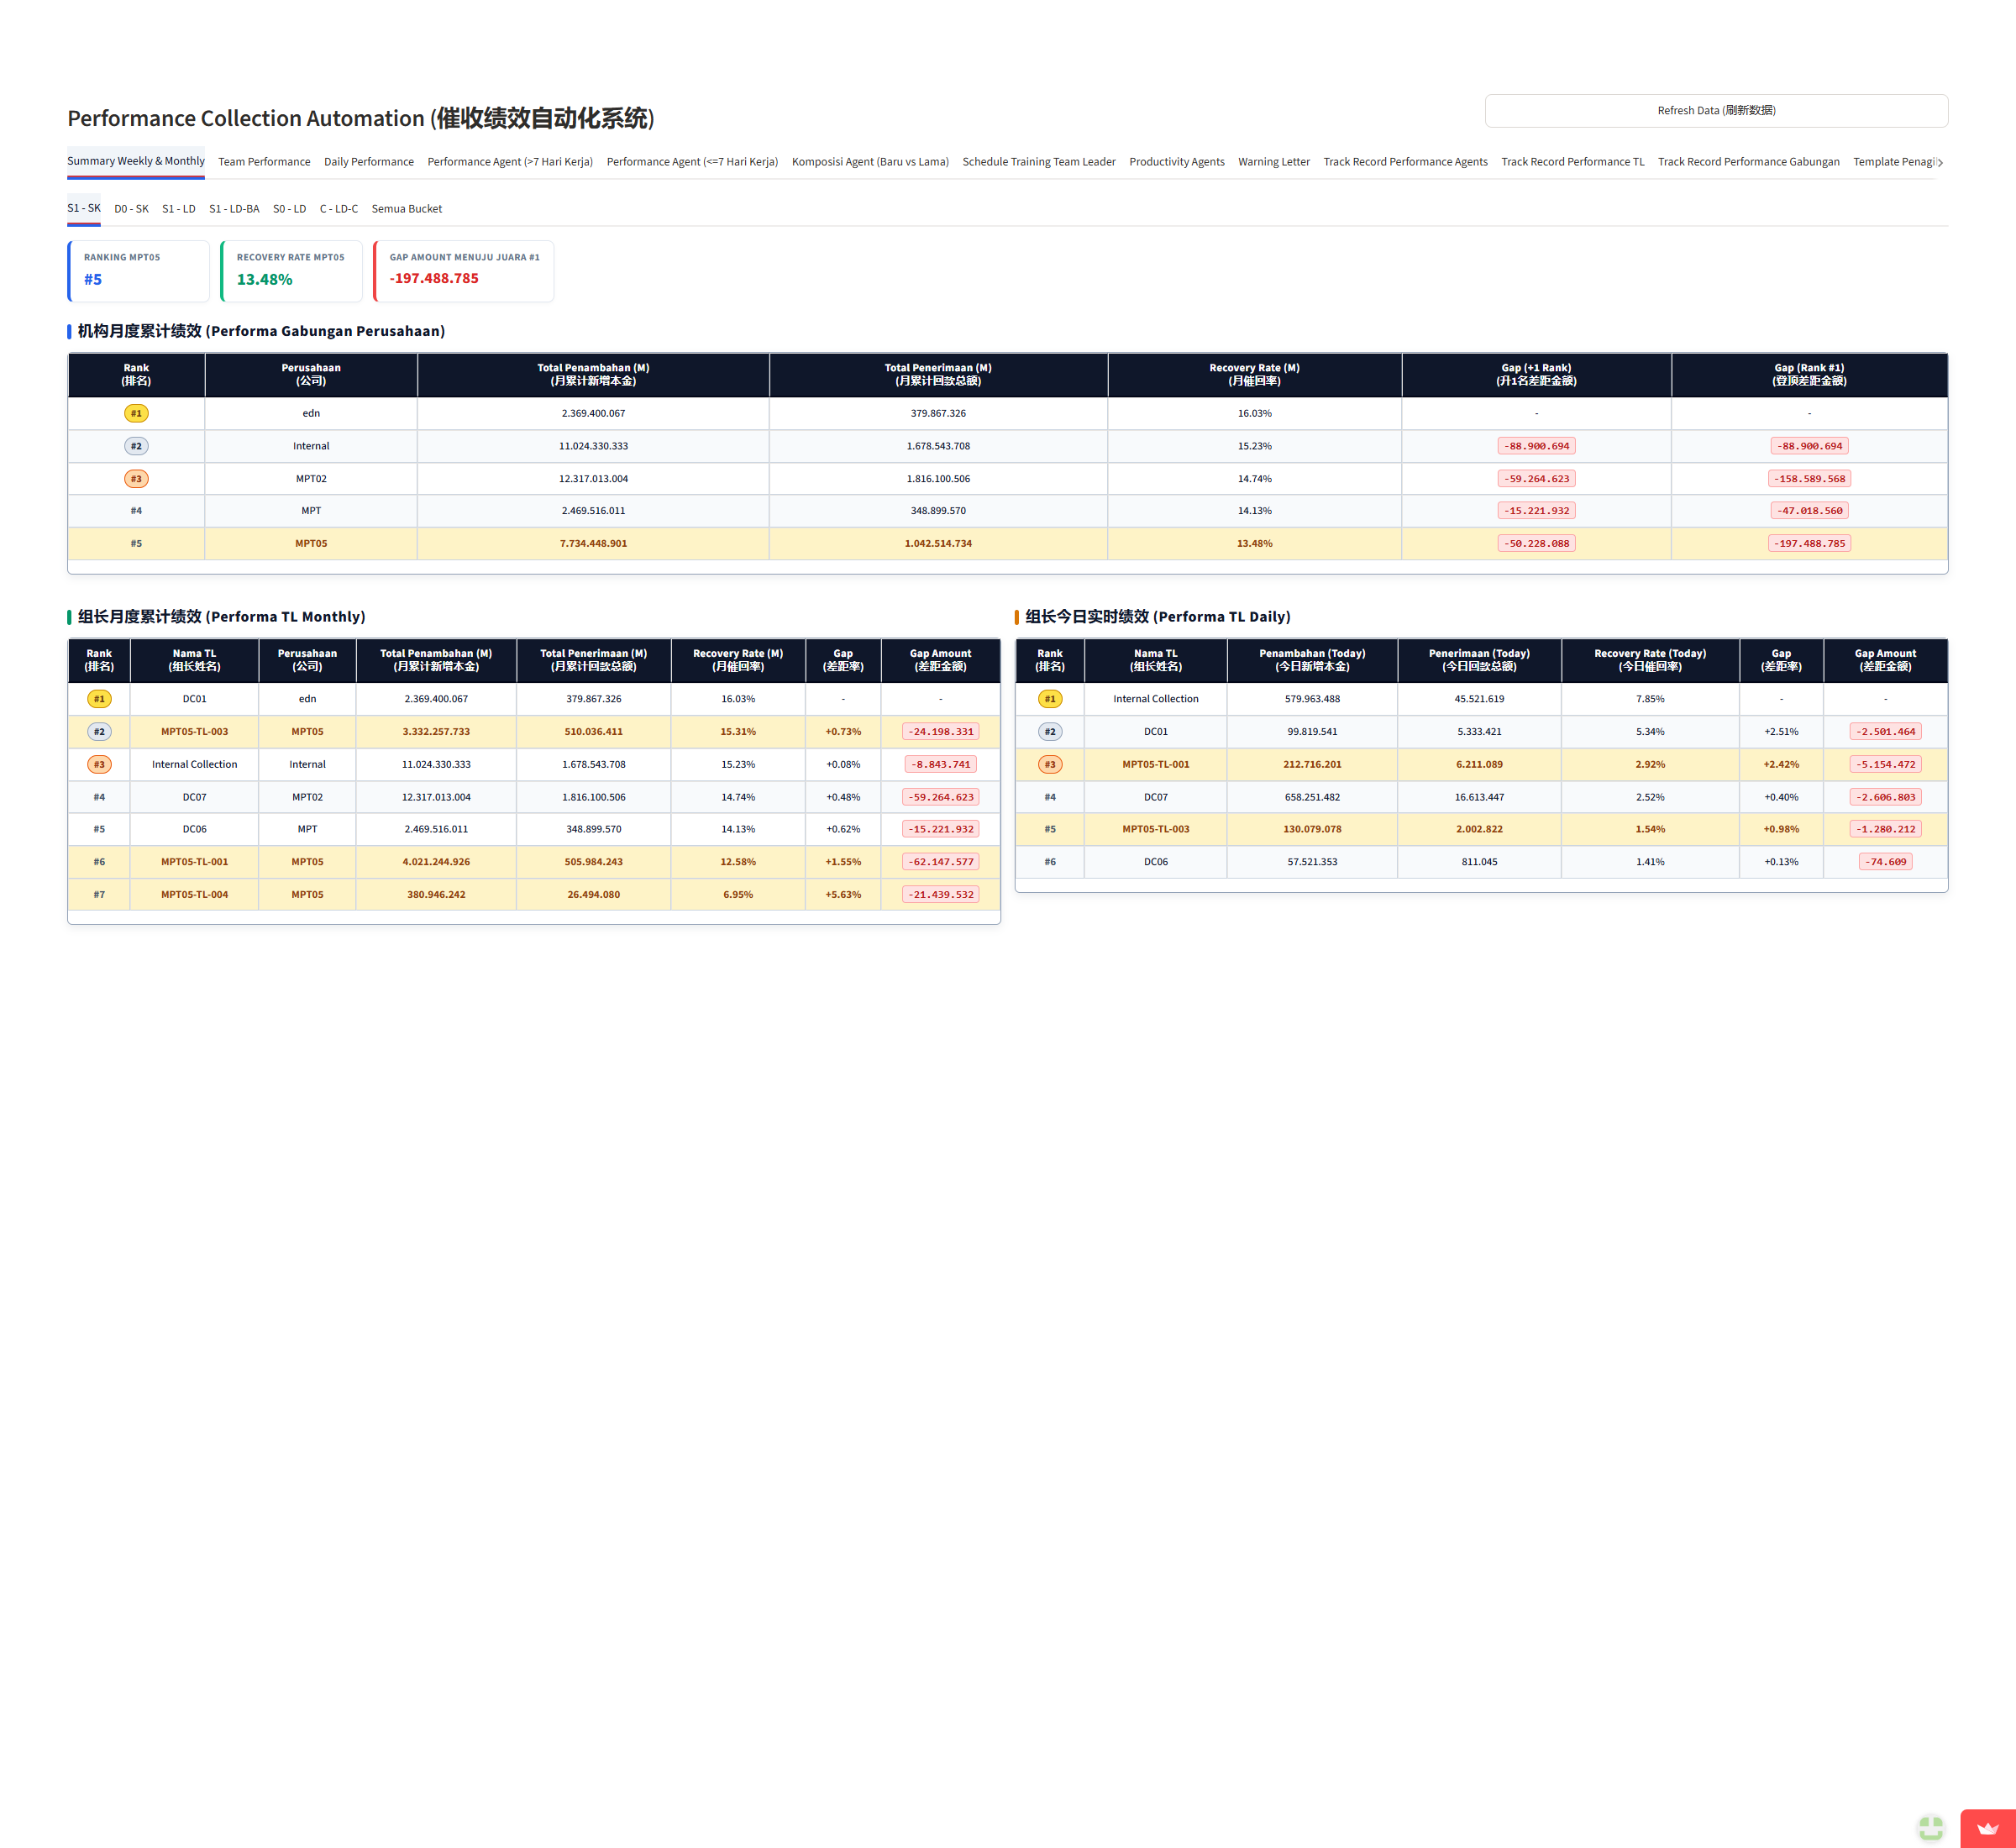 Performance Collection Automation (催收绩效自动化系统)
Refresh Data (刷新数据)
Summary Weekly & Monthly Team Performance Daily Performance Performance Agent (>7 Hari Kerja) Performance Agent (<=7 Hari Kerja) Komposisi Agent (Baru vs Lama) Schedule Training Team Leader Productivity Agents Warning Letter Track Record Performance Agents Track Record Performance TL Track Record Performance Gabungan Template Penagi
S1 - SK D0 - SK S1 - LD S1 - LD-BA S0 - LD C - LD-C Semua Bucket
RANKING MPT05
#5
RECOVERY RATE MPT05
13.48%
GAP AMOUNT MENUJU JUARA #1
-197.488.785
机构月度累计绩效 (Performa Gabungan Perusahaan)
Rank Perusahaan Total Penambahan (M) Total Penerimaan (M) Recovery Rate (M) Gap (+1 Rank) Gap (Rank #1)
(排名) (公司) (月累计新增本金) (月累计回款总额) (月催回率) (升1名差距金额) (登顶差距金额)
#1 edn 2.369.400.067 379.867.326 16.03% - -
#2 Internal 11.024.330.333 1.678.543.708 15.23% -88.900.694 -88.900.694
#3 MPT02 12.317.013.004 1.816.100.506 14.74% -59.264.623 -158.589.568
#4 MPT 2.469.516.011 348.899.570 14.13% -15.221.932 -47.018.560
#5 MPT05 7.734.448.901 1.042.514.734 13.48% -50.228.088 -197.488.785
组长月度累计绩效 (Performa TL Monthly)
Rank Nama TL Perusahaan Total Penambahan (M) Total Penerimaan (M) Recovery Rate (M) Gap Gap Amount
(排名) (组长姓名) (公司) (月累计新增本金) (月累计回款总额) (月催回率) (差距率) (差距金额)
#1 DC01 edn 2.369.400.067 379.867.326 16.03% - -
#2 MPT05-TL-003 MPT05 3.332.257.733 510.036.411 15.31% +0.73% -24.198.331
#3 Internal Collection Internal 11.024.330.333 1.678.543.708 15.23% +0.08% -8.843.741
#4 DC07 MPT02 12.317.013.004 1.816.100.506 14.74% +0.48% -59.264.623
#5 DC06 MPT 2.469.516.011 348.899.570 14.13% +0.62% -15.221.932
#6 MPT05-TL-001 MPT05 4.021.244.926 505.984.243 12.58% +1.55% -62.147.577
#7 MPT05-TL-004 MPT05 380.946.242 26.494.080 6.95% +5.63% -21.439.532
组长今日实时绩效 (Performa TL Daily)
Rank Nama TL Penambahan (Today) Penerimaan (Today) Recovery Rate (Today) Gap Gap Amount
(排名) (组长姓名) (今日新增本金) (今日回款总额) (今日催回率) (差距率) (差距金额)
#1 Internal Collection 579.963.488 45.521.619 7.85% - -
#2 DC01 99.819.541 5.333.421 5.34% +2.51% -2.501.464
#3 MPT05-TL-001 212.716.201 6.211.089 2.92% +2.42% -5.154.472
#4 DC07 658.251.482 16.613.447 2.52% +0.40% -2.606.803
#5 MPT05-TL-003 130.079.078 2.002.822 1.54% +0.98% -1.280.212
#6 DC06 57.521.353 811.045 1.41% +0.13% -74.609